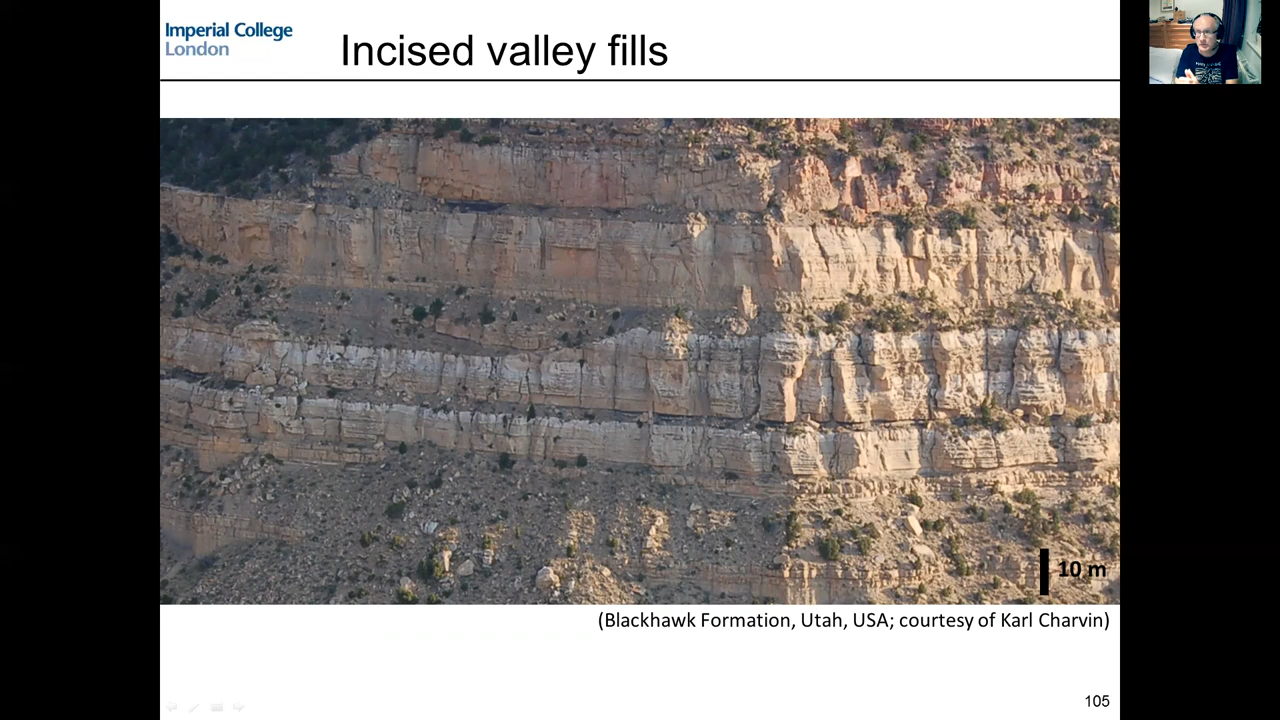 Imperial College
London
Incised valley fills
10 m
(Blackhawk Formation, Utah, USA; courtesy of Karl Charvin)
105